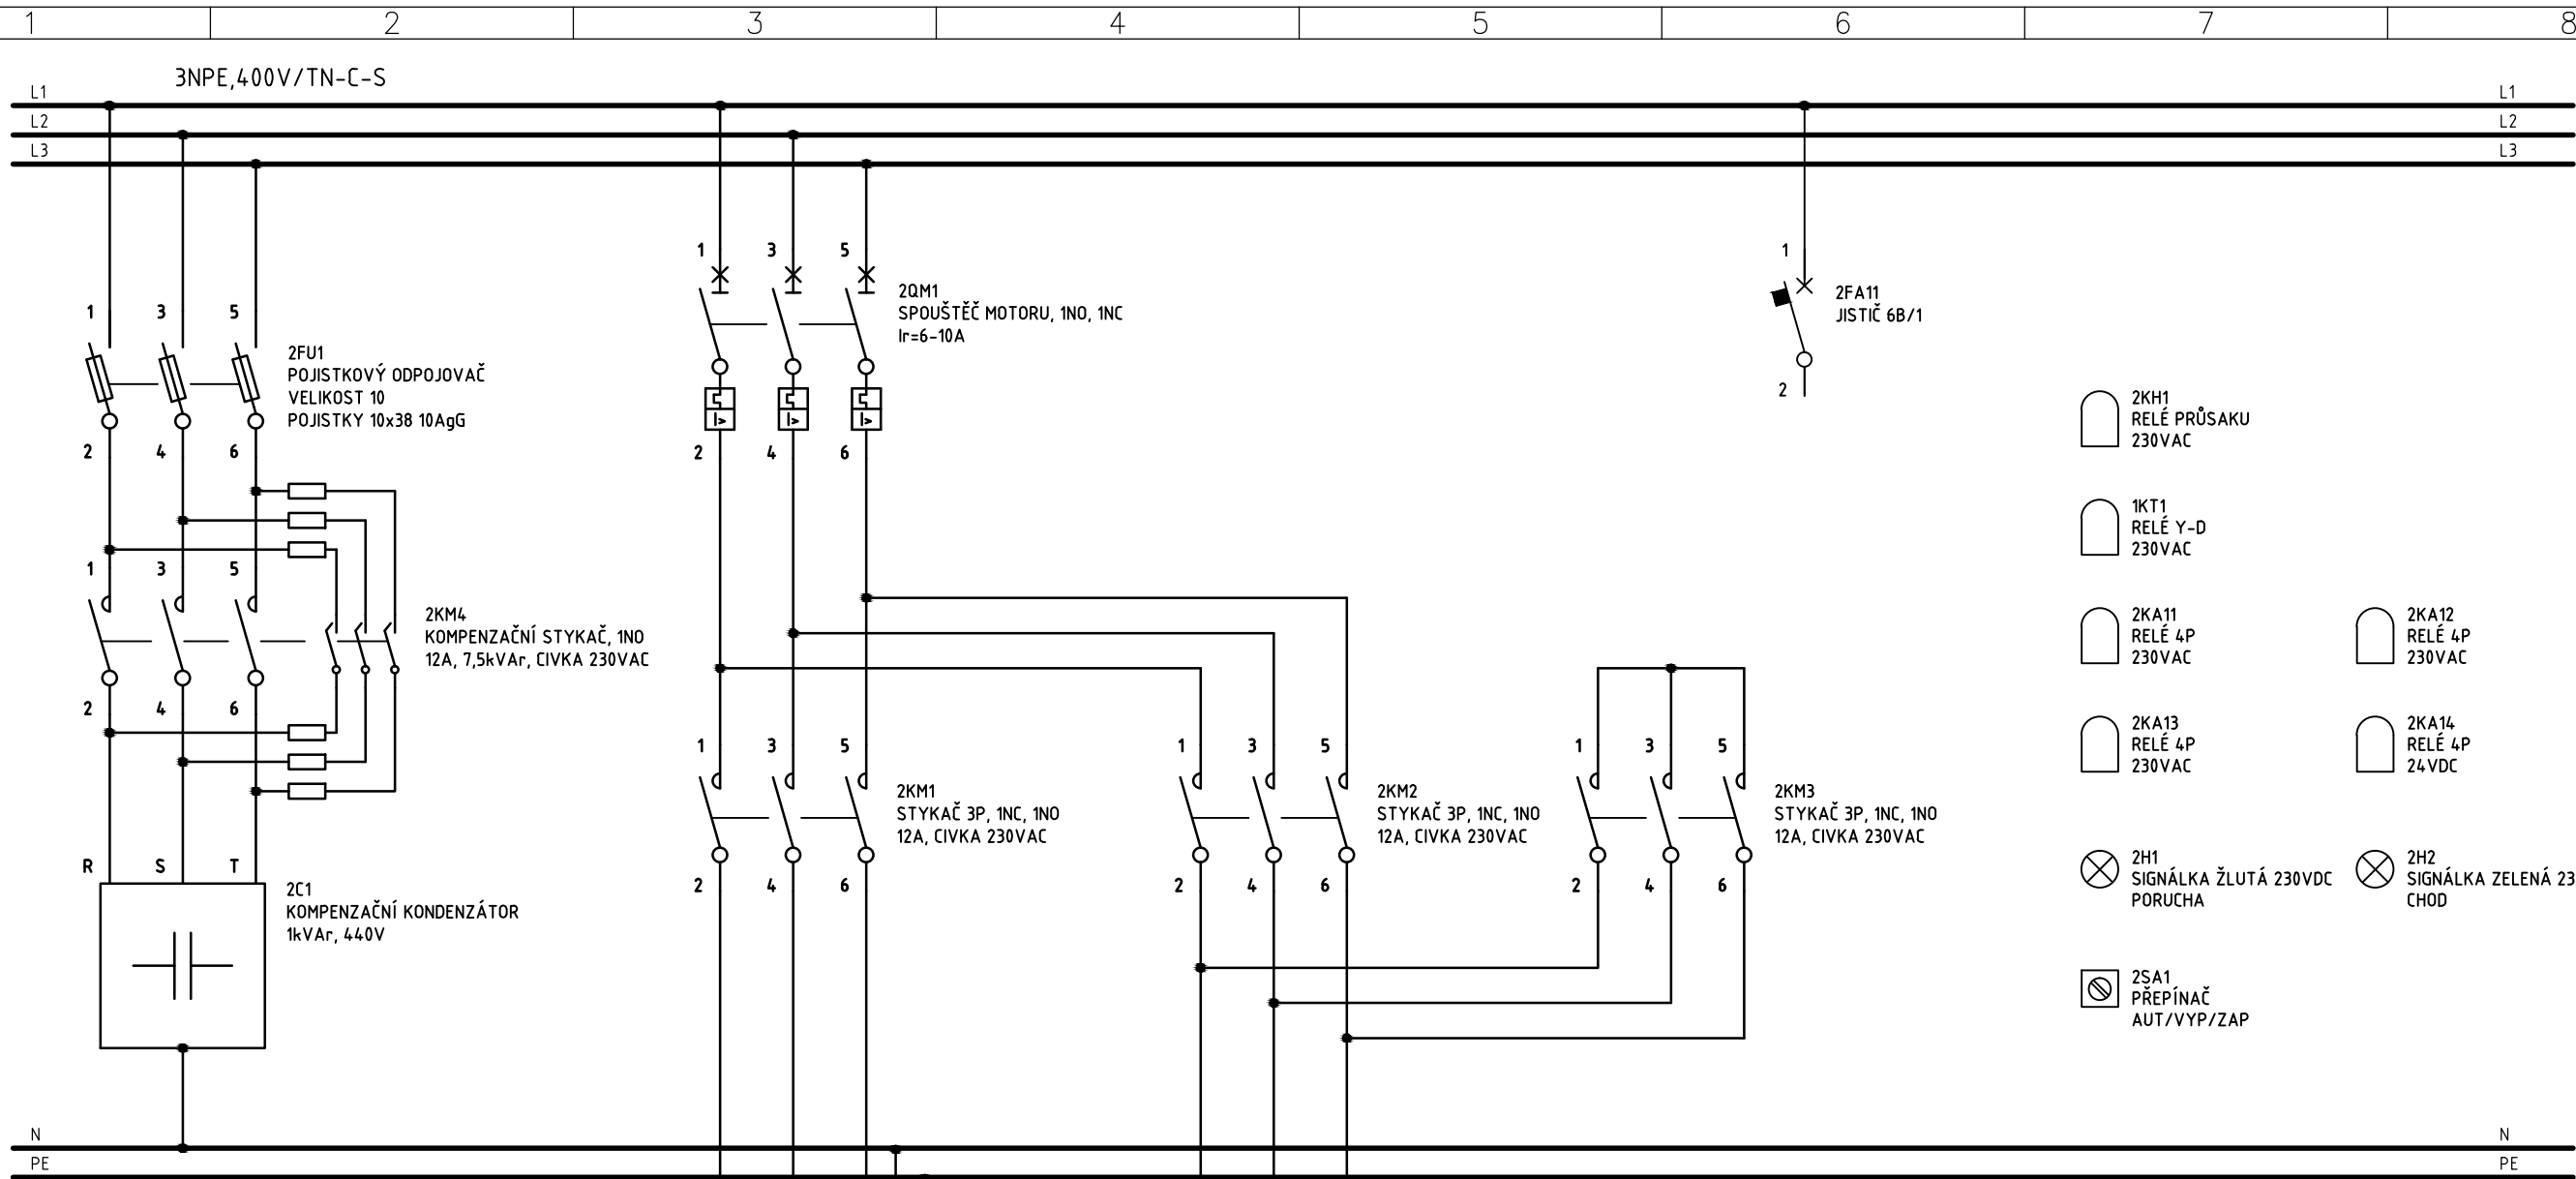 1 2 3 4 5 6 7 8
3NPE,400V/TN-C-S
L1 L1
L2 L2
L3 L3
1 3 5
2FU1
POJISTKOVÝ ODPOJOVAČ
VELIKOST 10
POJISTKY 10x38 10AgG
2 4 6
1 3 5
2KM4
KOMPENZAČNÍ STYKAČ, 1NO
12A, 7,5kVAr, CIVKA 230VAC
2 4 6
R S T
2C1
KOMPENZAČNÍ KONDENZÁTOR
1kVAr, 440V
1 3 5
2QM1
SPOUŠTĚČ MOTORU, 1NO, 1NC
Ir=6-10A
I> I> I>
2 4 6
1 3 5
2KM1
STYKAČ 3P, 1NC, 1NO
12A, CIVKA 230VAC
2 4 6
1 3 5
2KM2
STYKAČ 3P, 1NC, 1NO
12A, CIVKA 230VAC
2 4 6
1 3 5
2KM3
STYKAČ 3P, 1NC, 1NO
12A, CIVKA 230VAC
2 4 6
1
2FA11
JISTIČ 6B/1
2
2KH1
RELÉ PRŮSAKU
230VAC
1KT1
RELÉ Y-D
230VAC
2KA11
RELÉ 4P
230VAC
2KA12
RELÉ 4P
230VAC
2KA13
RELÉ 4P
230VAC
2KA14
RELÉ 4P
24VDC
2H1
SIGNÁLKA ŽLUTÁ 230VDC
PORUCHA
2H2
SIGNÁLKA ZELENÁ 23
CHOD
2SA1
PŘEPÍNAČ
AUT/VYP/ZAP
N N
PE PE